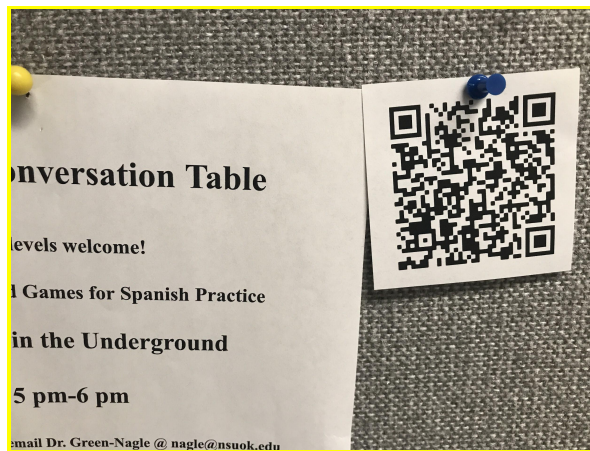 onversation Table
levels welcome!
d Games for Spanish Practice
in the Underground
5 pm-6 pm
email Dr. Green-Nagle @ nagle@nsuok.edu